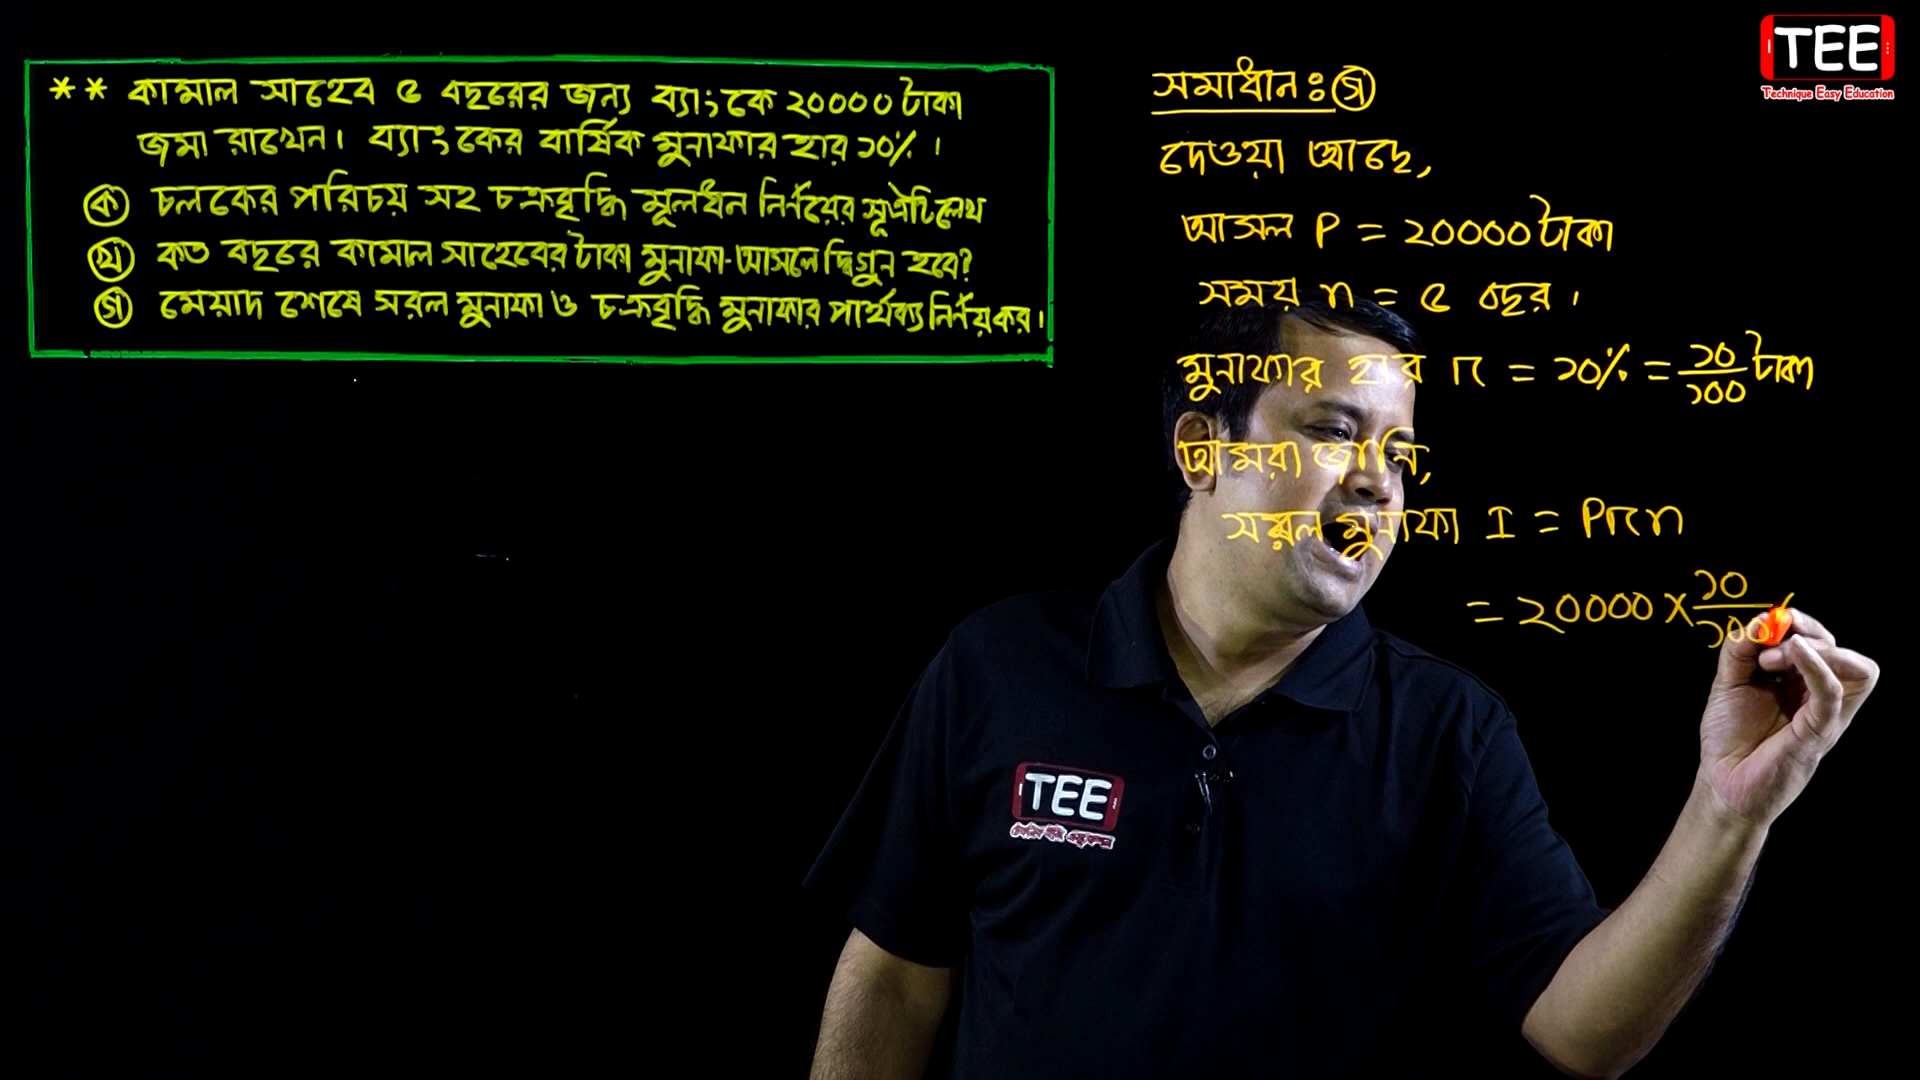 ** কামাল সাহেব ৫ বছরের জন্য ব্যাংকে ২০০০০ টাকা
জমা রাখেন। ব্যাংকের বার্ষিক মুনাফার হার ১০%।
ক চলকের পরিচয় সহ চক্রবৃদ্ধি মূলধন নির্ণয়ের সূত্রটি লেখ
খ কত বছরে কামাল সাহেবের টাকা মুনাফা-আসলে দ্বিগুন হবে?
গ মেয়াদ শেষে সরল মুনাফা ও চক্রবৃদ্ধি মুনাফার পার্থক্য নির্ণয় কর।
TEE
Technique Easy Education
সমাধান: গ
দেওয়া আছে,
আসল P = ২০০০০ টাকা
সময় n = ৫ বছর।
মুনাফার হার r = ১০% = ১০/১০০ টাকা
আমরা জানি,
সরল মুনাফা I = Prn
= ২০০০০ × ১০/১০০
TEE